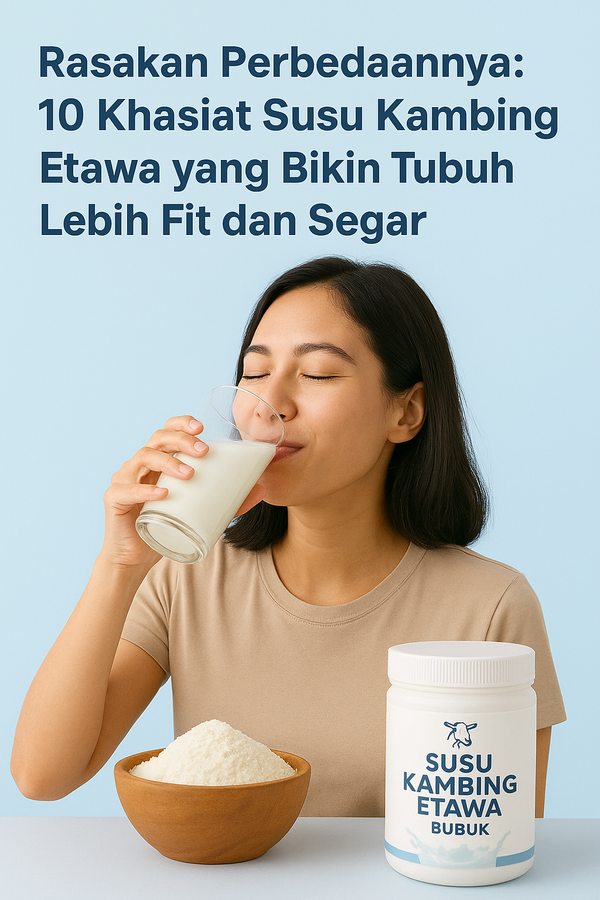 Rasakan Perbedaannya:
10 Khasiat Susu Kambing
Etawa yang Bikin Tubuh
Lebih Fit dan Segar
SUSU
KAMBING
ETAWA
BUBUK